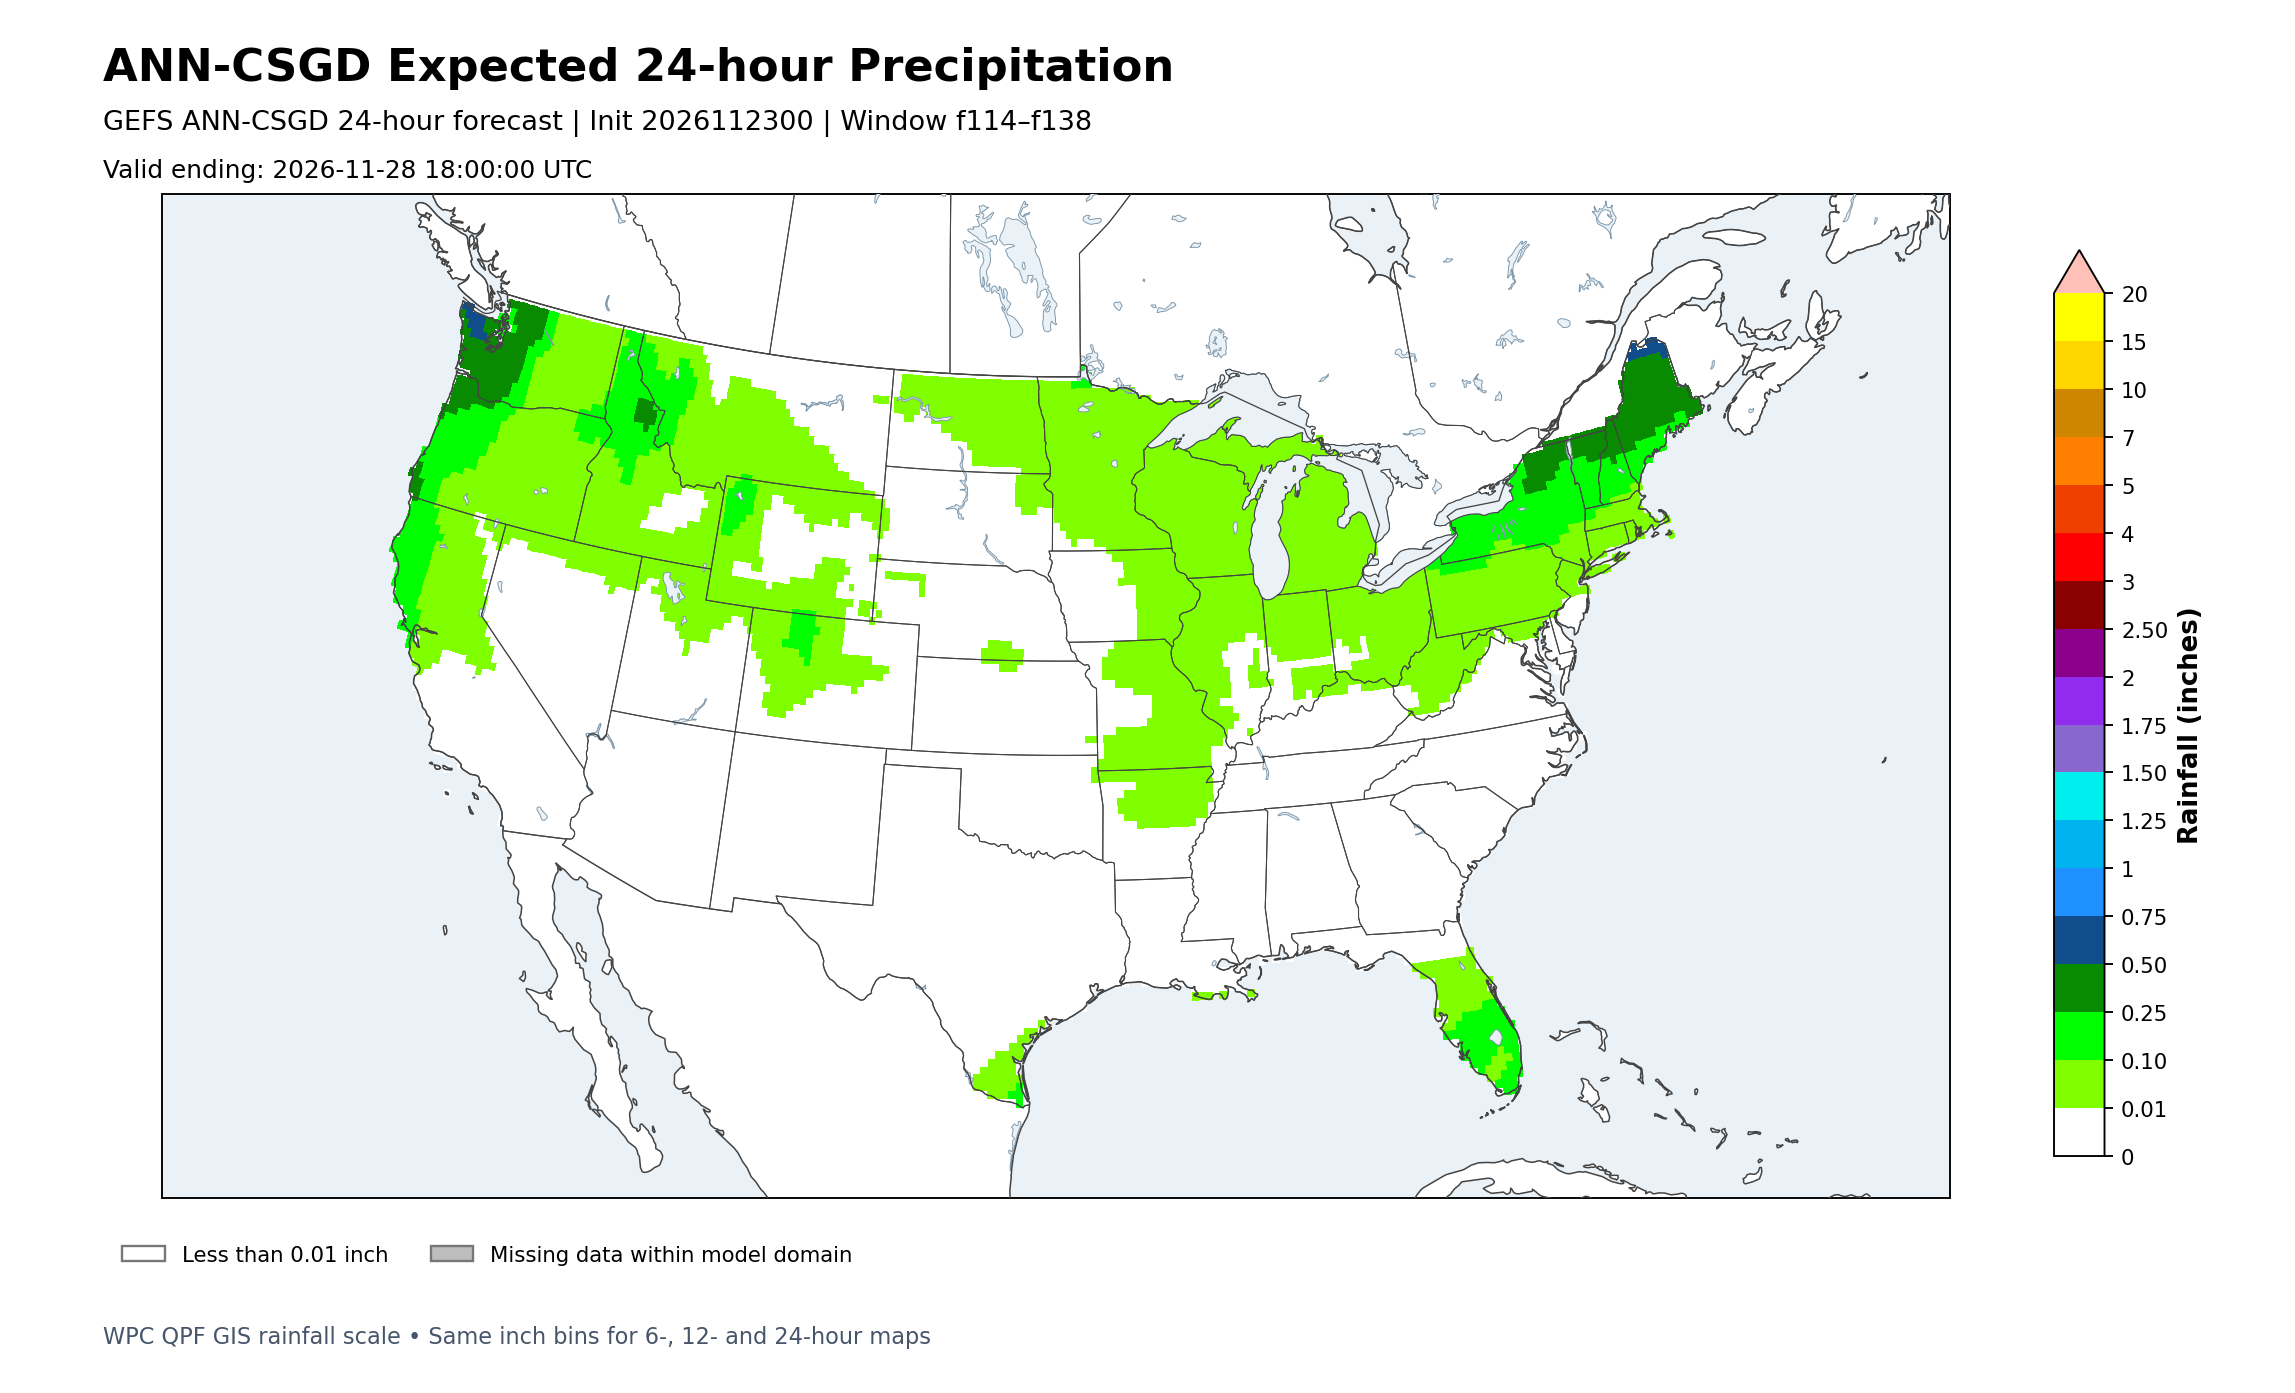 ANN-CSGD Expected 24-hour Precipitation
GEFS ANN-CSGD 24-hour forecast | Init 2026112300 | Window f114–f138
Valid ending: 2026-11-28 18:00:00 UTC
20
15
10
7
5
4
3
2.50
2
1.75
1.50
1.25
1
0.75
0.50
0.25
0.10
0.01
0
Rainfall (inches)
Less than 0.01 inch
Missing data within model domain
WPC QPF GIS rainfall scale • Same inch bins for 6-, 12- and 24-hour maps